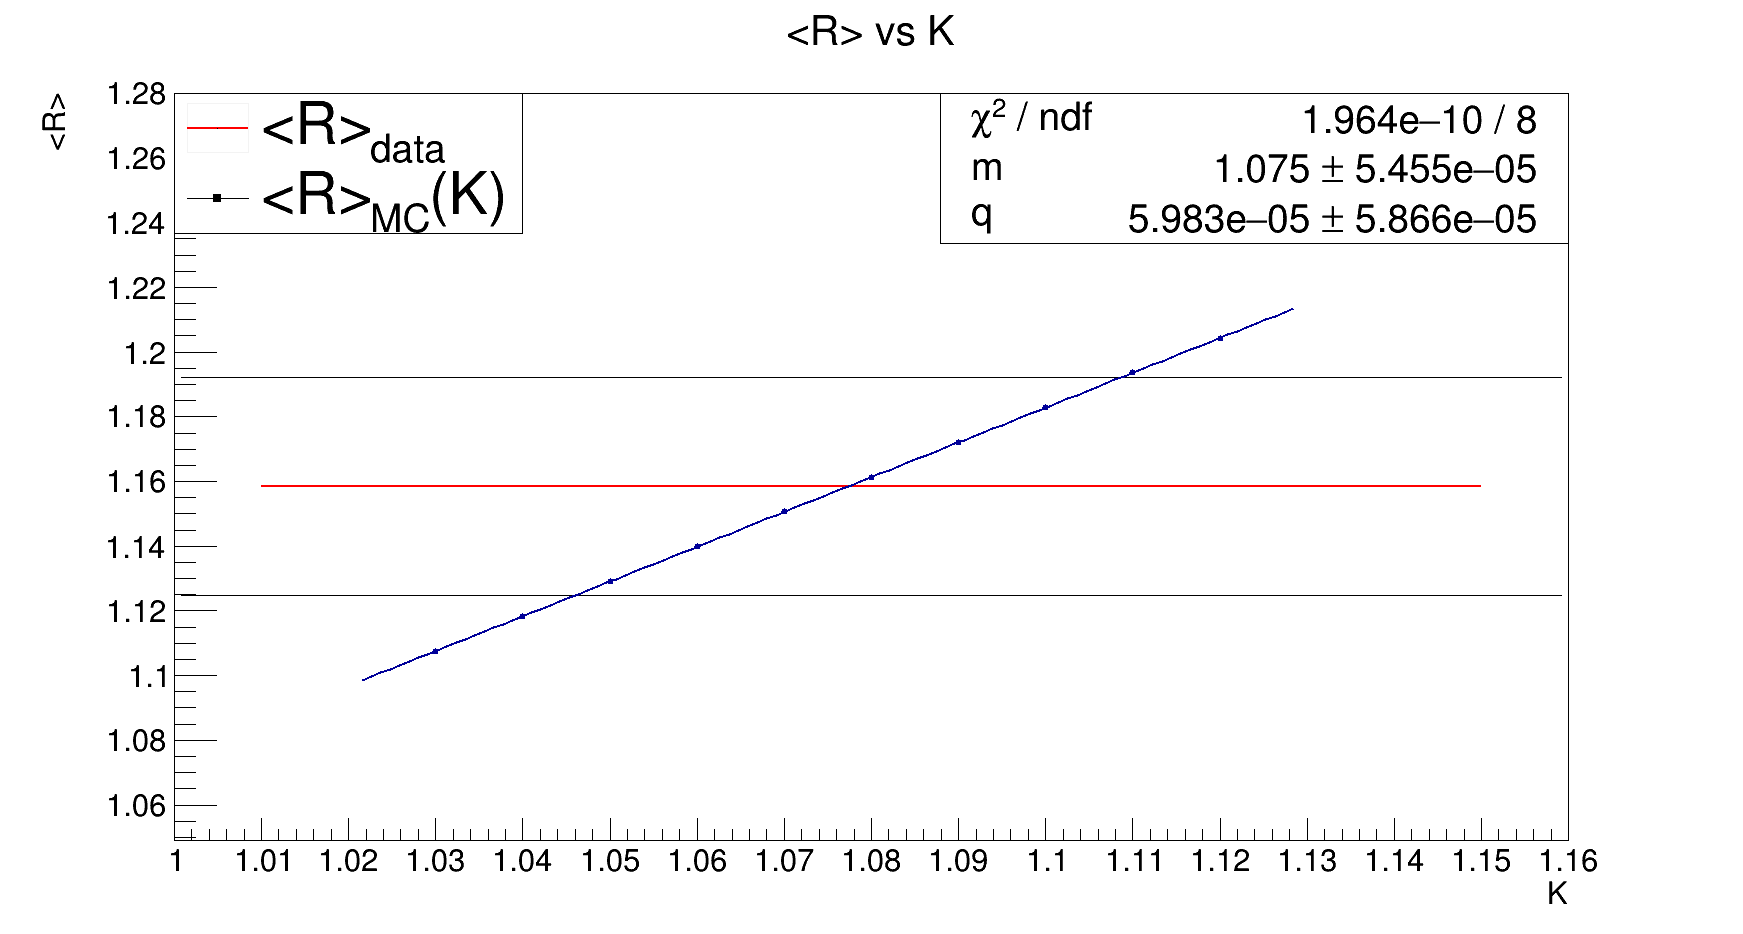 <R> vs K
<R>
1.28
1.26
1.24
1.22
1.2
1.18
1.16
1.14
1.12
1.1
1.08
1.06
<R>data
<R>MC(K)
χ2 / ndf 1.964e−10 / 8
m 1.075 ± 5.455e−05
q 5.983e−05 ± 5.866e−05
1 1.01 1.02 1.03 1.04 1.05 1.06 1.07 1.08 1.09 1.1 1.11 1.12 1.13 1.14 1.15 1.16
K